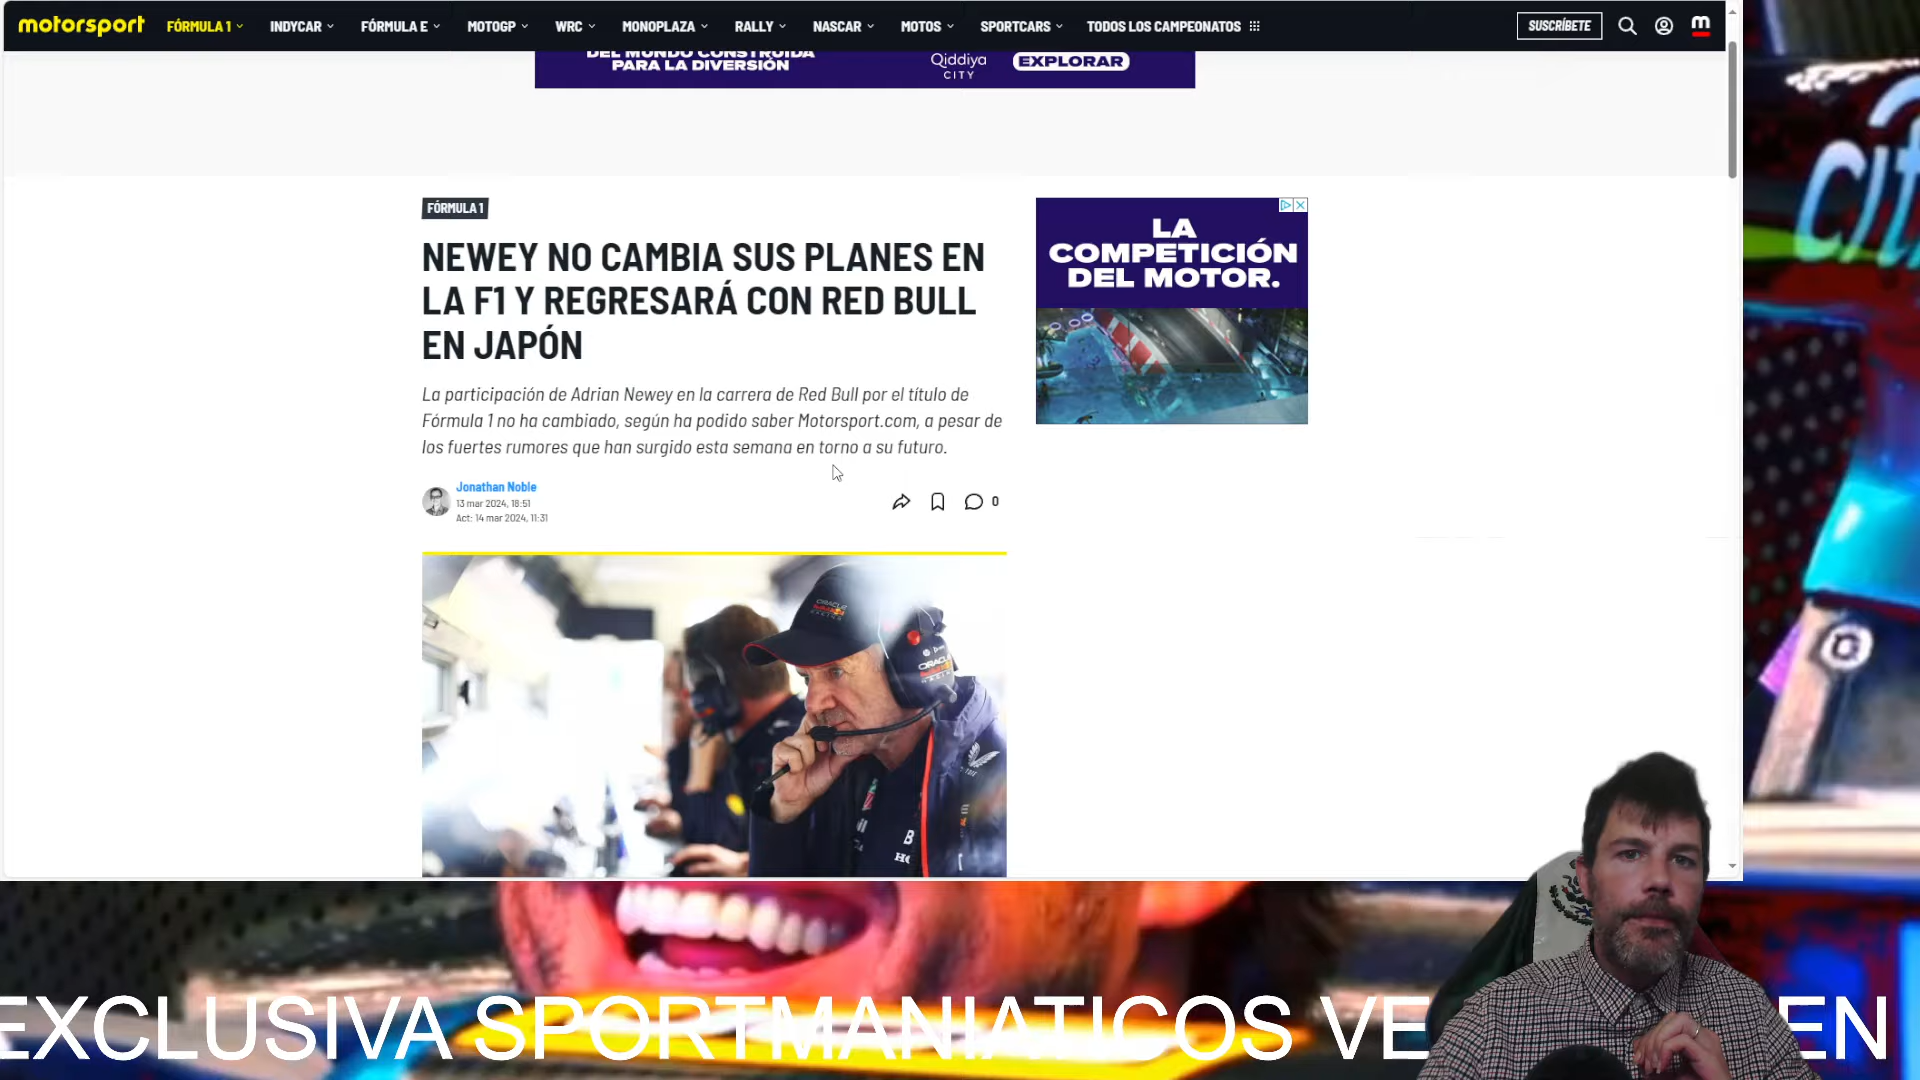 motorsport
FÓRMULA 1
INDYCAR
FÓRMULA E
MOTOGP
WRC
MONOPLAZA
RALLY
NASCAR
MOTOS
SPORTCARS
TODOS LOS CAMPEONATOS
SUSCRÍBETE
m
DEL MUNDO CONSTRUIDA
PARA LA DIVERSIÓN
Qiddiya
CITY
EXPLORAR
FÓRMULA 1
NEWEY NO CAMBIA SUS PLANES EN
LA F1 Y REGRESARÁ CON RED BULL
EN JAPÓN
La participación de Adrian Newey en la carrera de Red Bull por el título de
Fórmula 1 no ha cambiado, según ha podido saber Motorsport.com, a pesar de
los fuertes rumores que han surgido esta semana en torno a su futuro.
Jonathan Noble
13 mar 2024, 18:51
Act: 14 mar 2024, 11:31
0
LA
COMPETICIÓN
DEL MOTOR.
ORACLE
ORACLE
citi
EXCLUSIVA SPORTMANIATICOS VE
EN